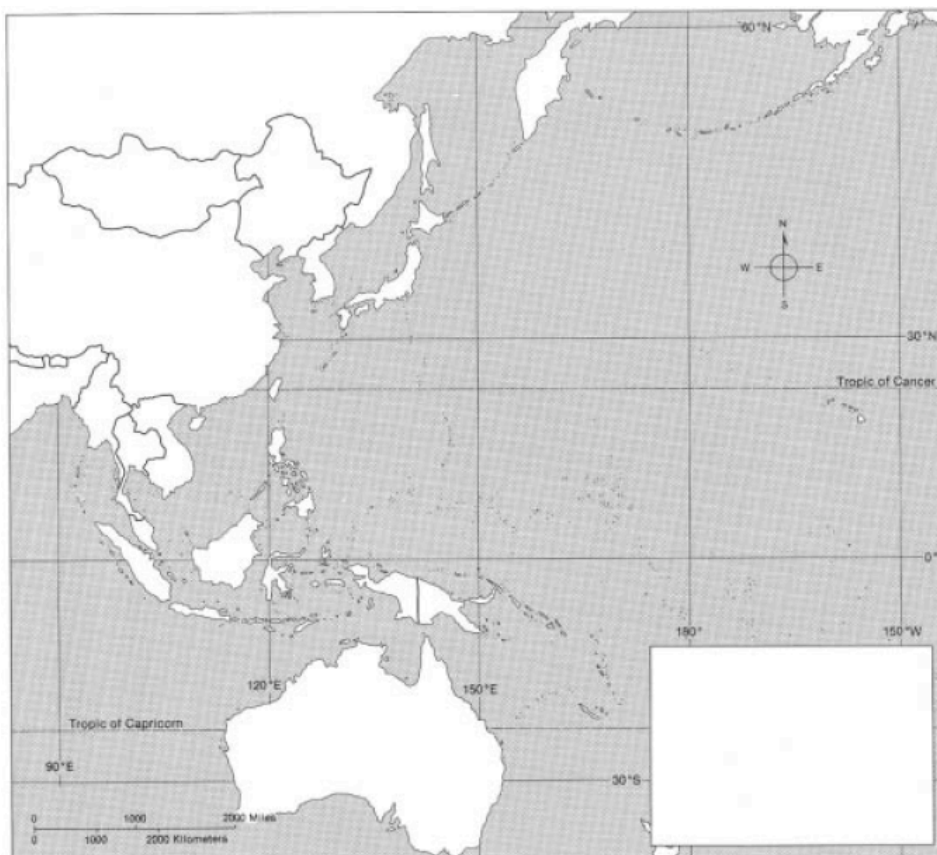 60°N
N
W E
S
30°N
Tropic of Cancer
0°
180°
150°W
120°E
150°E
Tropic of Capricorn
90°E
30°S
0 1000 2000 Miles
0 1000 2000 Kilometers